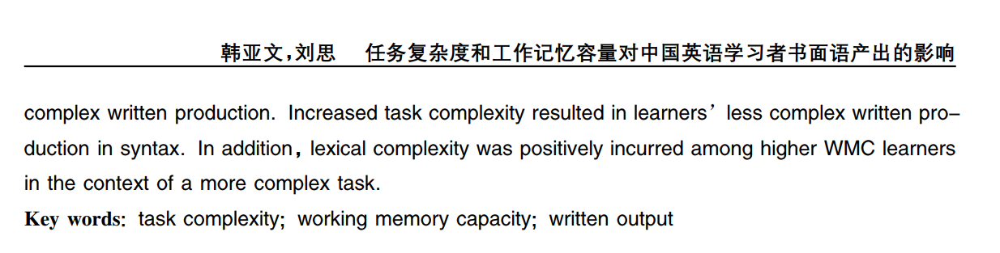 韩亚文,刘思 任务复杂度和工作记忆容量对中国英语学习者书面语产出的影响
complex written production. Increased task complexity resulted in learners’ less complex written pro-
duction in syntax. In addition, lexical complexity was positively incurred among higher WMC learners
in the context of a more complex task.
Key words: task complexity; working memory capacity; written output